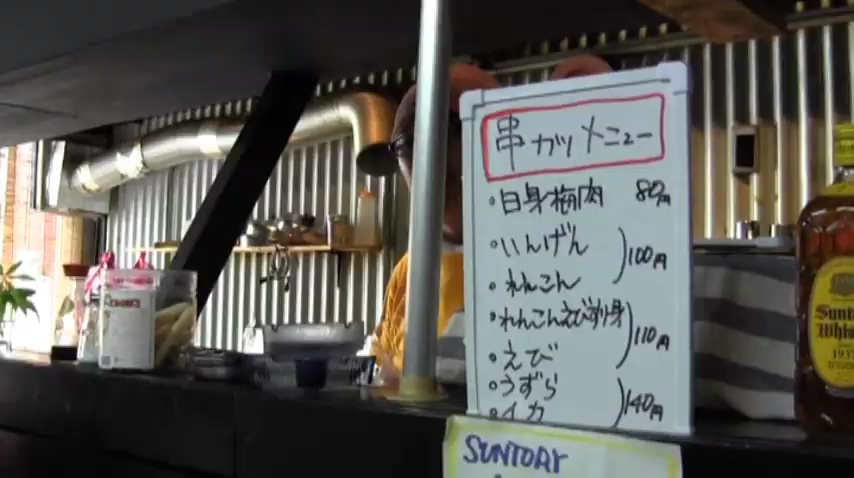 串カツメニュー
・白身梅肉 80円
・いんげん
・れんこん
100円
・れんこんえびすり身
・えび
110円
・うずら
・イカ
140円
SUNTORY
Whis
193